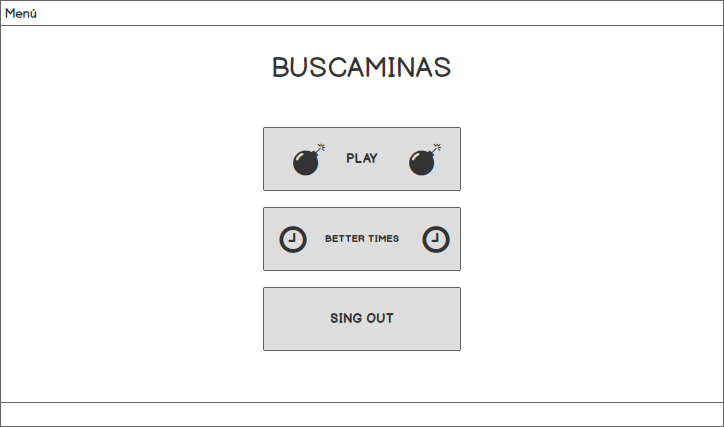 Menú
BUSCAMINAS
PLAY
BETTER TIMES
SING OUT